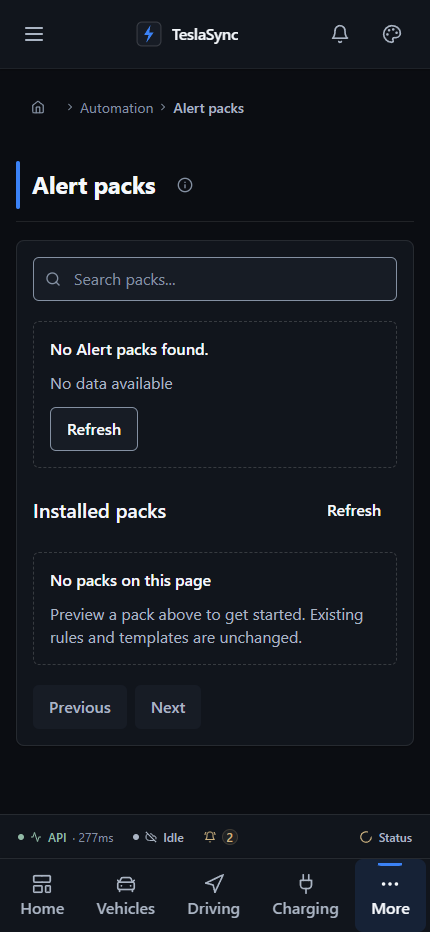 TeslaSync
Automation
Alert packs
Alert packs
Search packs...
No Alert packs found.
No data available
Refresh
Installed packs
Refresh
No packs on this page
Preview a pack above to get started. Existing
rules and templates are unchanged.
Previous
Next
API · 277ms
Idle
2
Status
Home
Vehicles
Driving
Charging
More